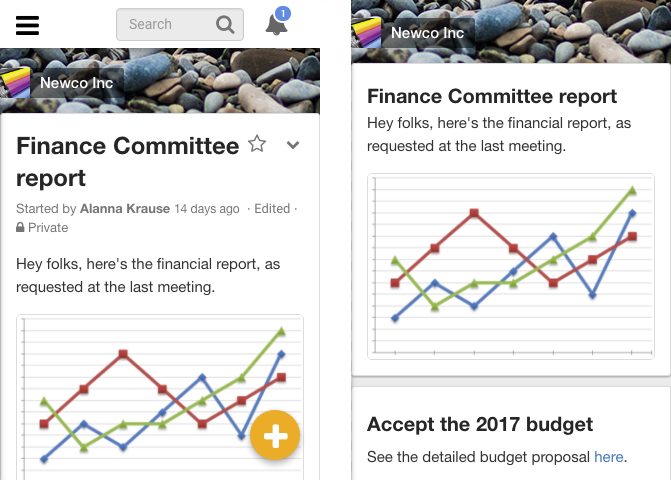 Search
1
Newco Inc
Finance Committee
report
Started by Alanna Krause 14 days ago · Edited ·
Private
Hey folks, here's the financial report, as
requested at the last meeting.
Newco Inc
Finance Committee report
Hey folks, here's the financial report, as
requested at the last meeting.
Accept the 2017 budget
See the detailed budget proposal here.